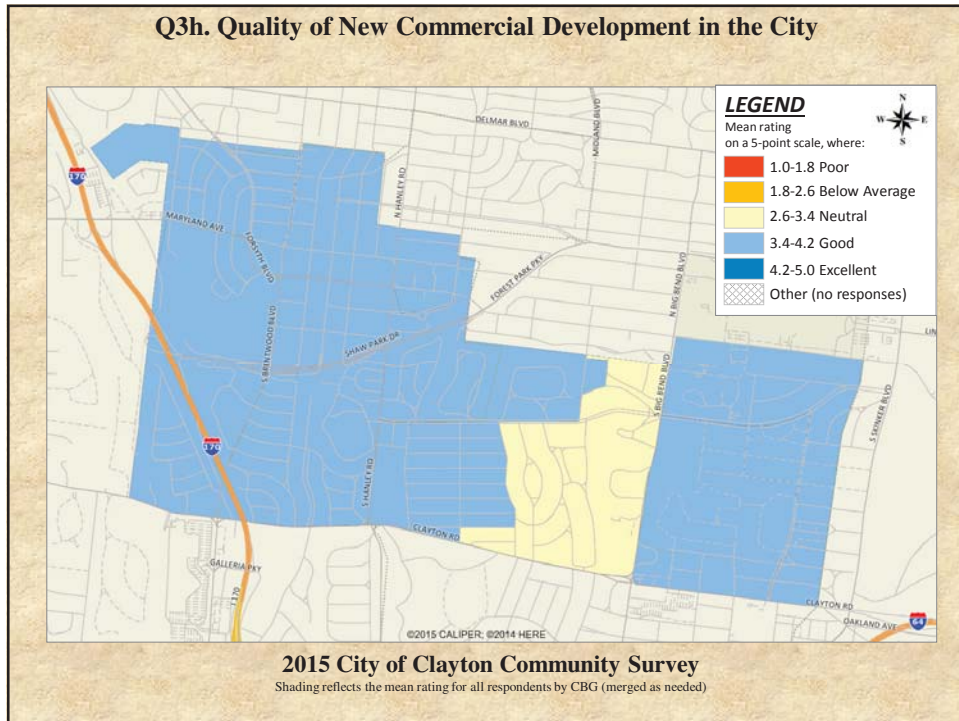 Q3h. Quality of New Commercial Development in the City
LEGEND
Mean rating
on a 5-point scale, where:
1.0-1.8 Poor
1.8-2.6 Below Average
2.6-3.4 Neutral
3.4-4.2 Good
4.2-5.0 Excellent
Other (no responses)
N
W
E
S
DELMAR BLVD
MIDLAND BLVD
170
N HANLEY RD
MARYLAND AVE
FORSYTH BLVD
FOREST PARK PKY
N BIG BEND BLVD
LIN
S BRENTWOOD BLVD
SHAW PARK DR
S BIG BEND BLVD
S SKINKER BLVD
170
S HANLEY RD
CLAYTON RD
GALLERIA PKY
I 170
CLAYTON RD
OAKLAND AVE
64
©2015 CALIPER; ©2014 HERE
2015 City of Clayton Community Survey
Shading reflects the mean rating for all respondents by CBG (merged as needed)